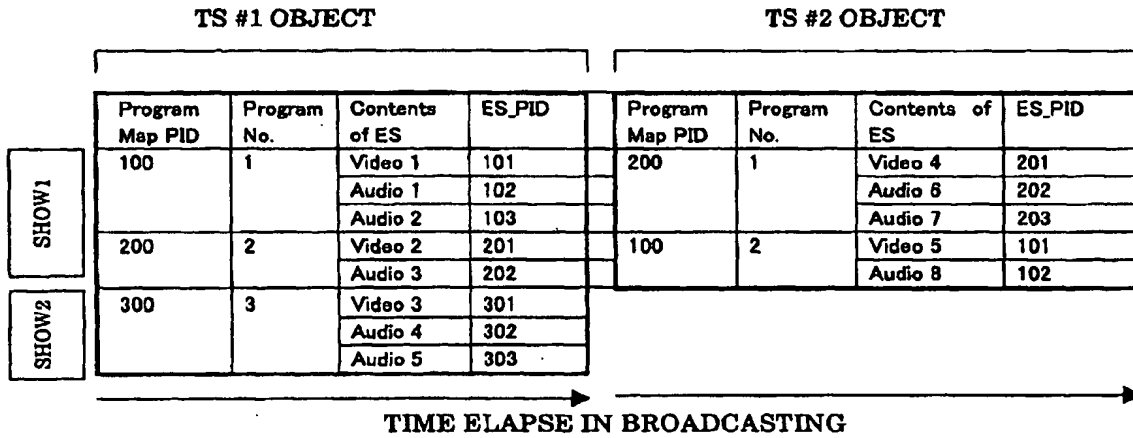 TS #1 OBJECT
TS #2 OBJECT
Program Map PID
Program No.
Contents of ES
ES_PID
Program Map PID
Program No.
Contents of ES
ES_PID
SHOW1
100
1
Video 1
101
200
1
Video 4
201
Audio 1
102
Audio 6
202
Audio 2
103
Audio 7
203
200
2
Video 2
201
100
2
Video 5
101
Audio 3
202
Audio 8
102
SHOW2
300
3
Video 3
301
Audio 4
302
Audio 5
303
TIME ELAPSE IN BROADCASTING